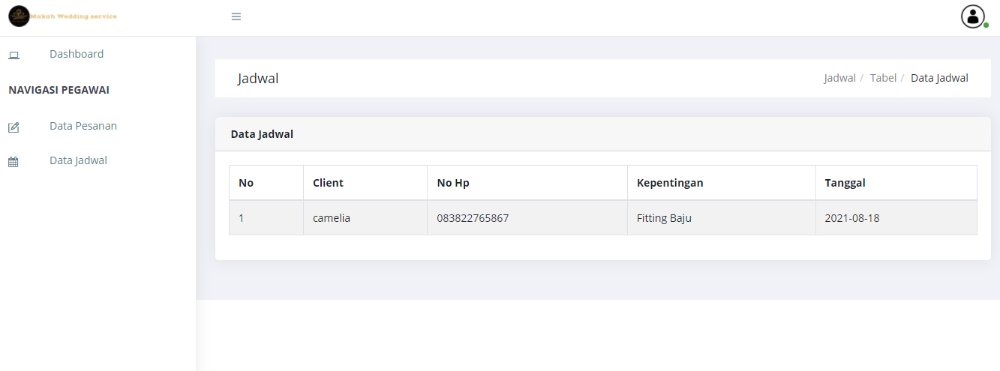 Makah Wedding service
Dashboard
NAVIGASI PEGAWAI
Data Pesanan
Data Jadwal
Jadwal
Jadwal / Tabel / Data Jadwal
Data Jadwal
No Client No Hp Kepentingan Tanggal
1 camelia 083822765867 Fitting Baju 2021-08-18